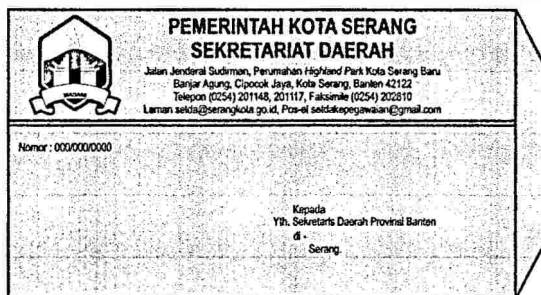 PEMERINTAH KOTA SERANG
SEKRETARIAT DAERAH
Jalan Jenderal Sudirman, Perumahan Highland Park Kota Serang Baru
Banjar Agung, Cipocok Jaya, Kota Serang, Banten 42122
Telepon (0254) 201148, 201117, Faksimile (0254) 202810
Laman setda@serangkota.go.id, Pos-el setdakepegawaian@gmail.com
MADANI
Nomor : 000/000/0000
Kepada
Yth. Sekretaris Daerah Provinsi Banten
di -
Serang.